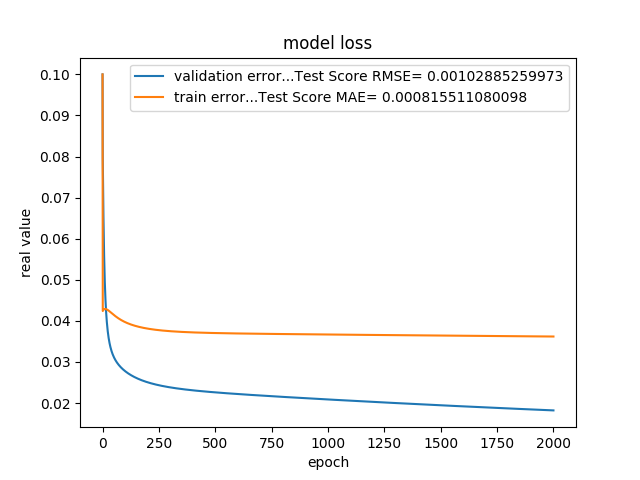 model loss
validation error...Test Score RMSE= 0.00102885259973
train error...Test Score MAE= 0.000815511080098
0.10
0.09
0.08
0.07
0.06
0.05
0.04
0.03
0.02
real value
0 250 500 750 1000 1250 1500 1750 2000
epoch